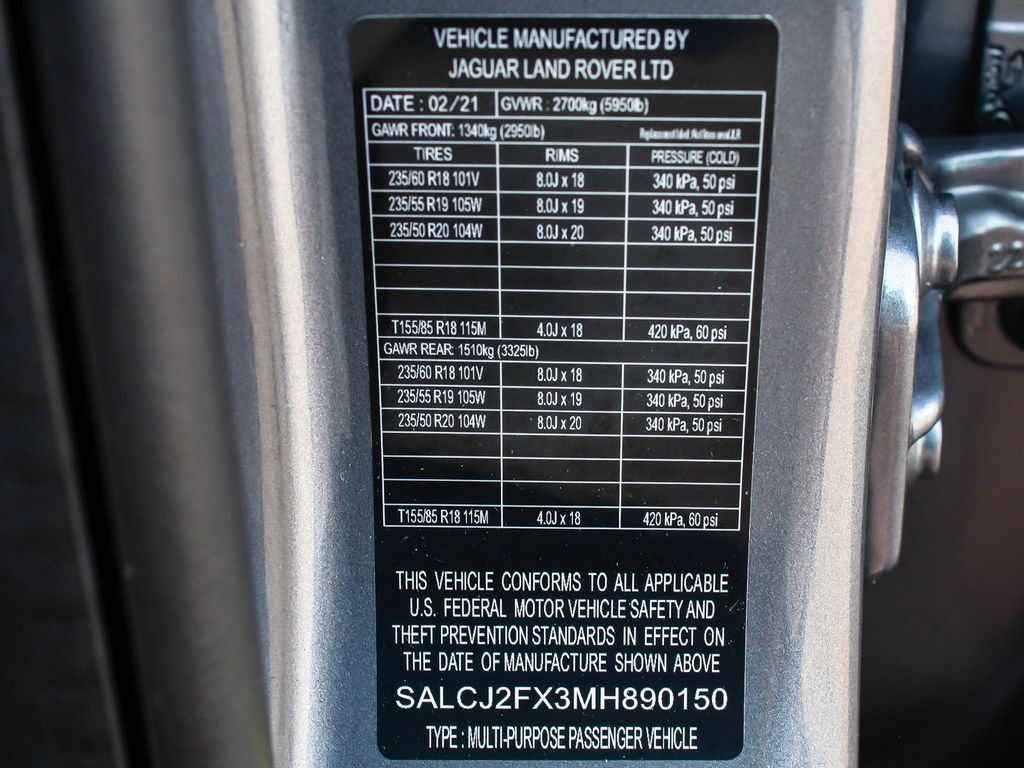 VEHICLE MANUFACTURED BY
JAGUAR LAND ROVER LTD
DATE : 02/21 GVWR : 2700kg (5950lb)
GAWR FRONT: 1340kg (2950lb) Replacement label. Not from
TIRES RIMS PRESSURE (COLD)
235/60 R18 101V 8.0J x 18 340 kPa, 50 psi
235/55 R19 105W 8.0J x 19 340 kPa, 50 psi
235/50 R20 104W 8.0J x 20 340 kPa, 50 psi
T155/85 R18 115M 4.0J x 18 420 kPa, 60 psi
GAWR REAR: 1510kg (3325lb)
235/60 R18 101V 8.0J x 18 340 kPa, 50 psi
235/55 R19 105W 8.0J x 19 340 kPa, 50 psi
235/50 R20 104W 8.0J x 20 340 kPa, 50 psi
T155/85 R18 115M 4.0J x 18 420 kPa, 60 psi
THIS VEHICLE CONFORMS TO ALL APPLICABLE
U.S. FEDERAL MOTOR VEHICLE SAFETY AND
THEFT PREVENTION STANDARDS IN EFFECT ON
THE DATE OF MANUFACTURE SHOWN ABOVE
SALCJ2FX3MH890150
TYPE : MULTI-PURPOSE PASSENGER VEHICLE